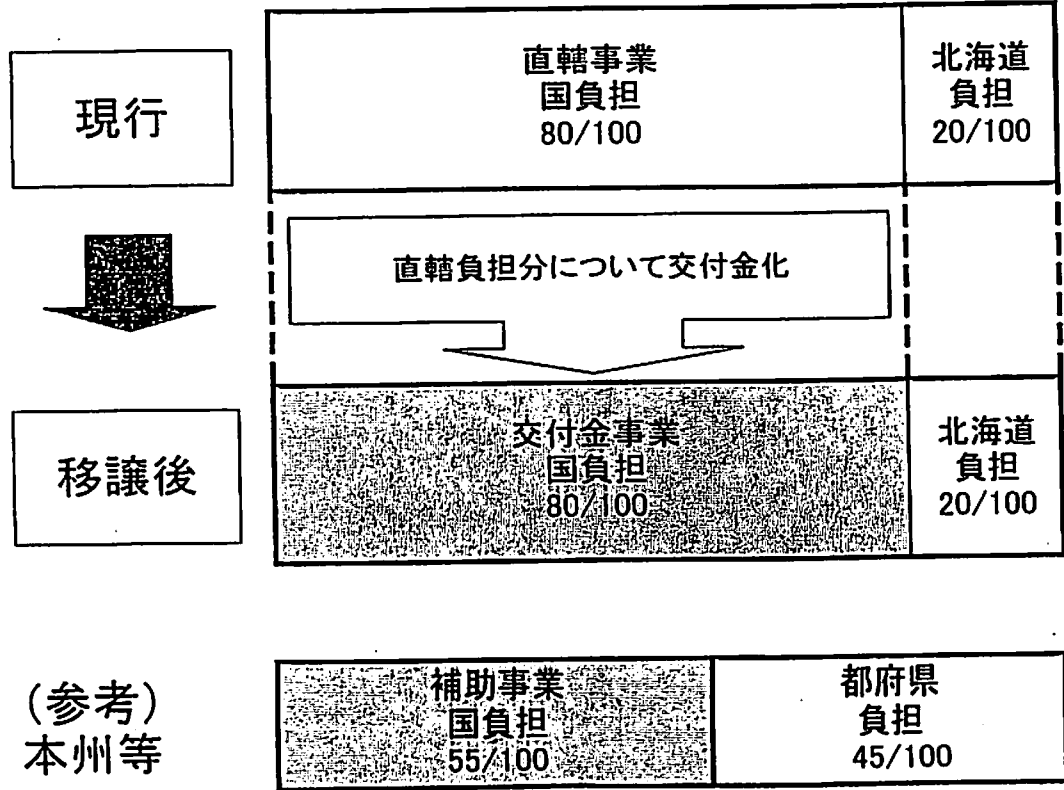 現行
直轄事業
国負担
80/100
北海道
負担
20/100
直轄負担分について交付金化
移譲後
交付金事業
国負担
80/100
北海道
負担
20/100
(参考)
本州等
補助事業
国負担
55/100
都府県
負担
45/100